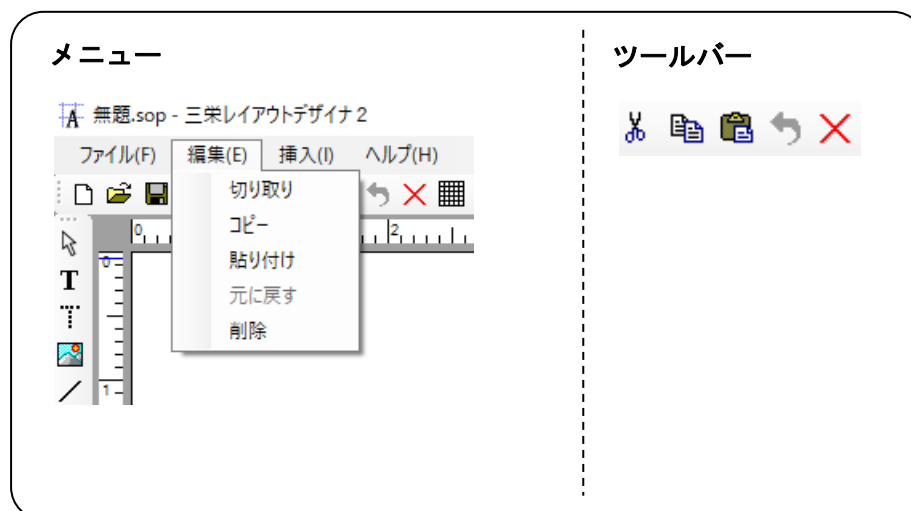 メニュー
ツールバー
無題.sop - 三栄レイアウトデザイナ2
ファイル(F) 編集(E) 挿入(I) ヘルプ(H)
切り取り
コピー
貼り付け
元に戻す
削除
0 2
0
T
T
1